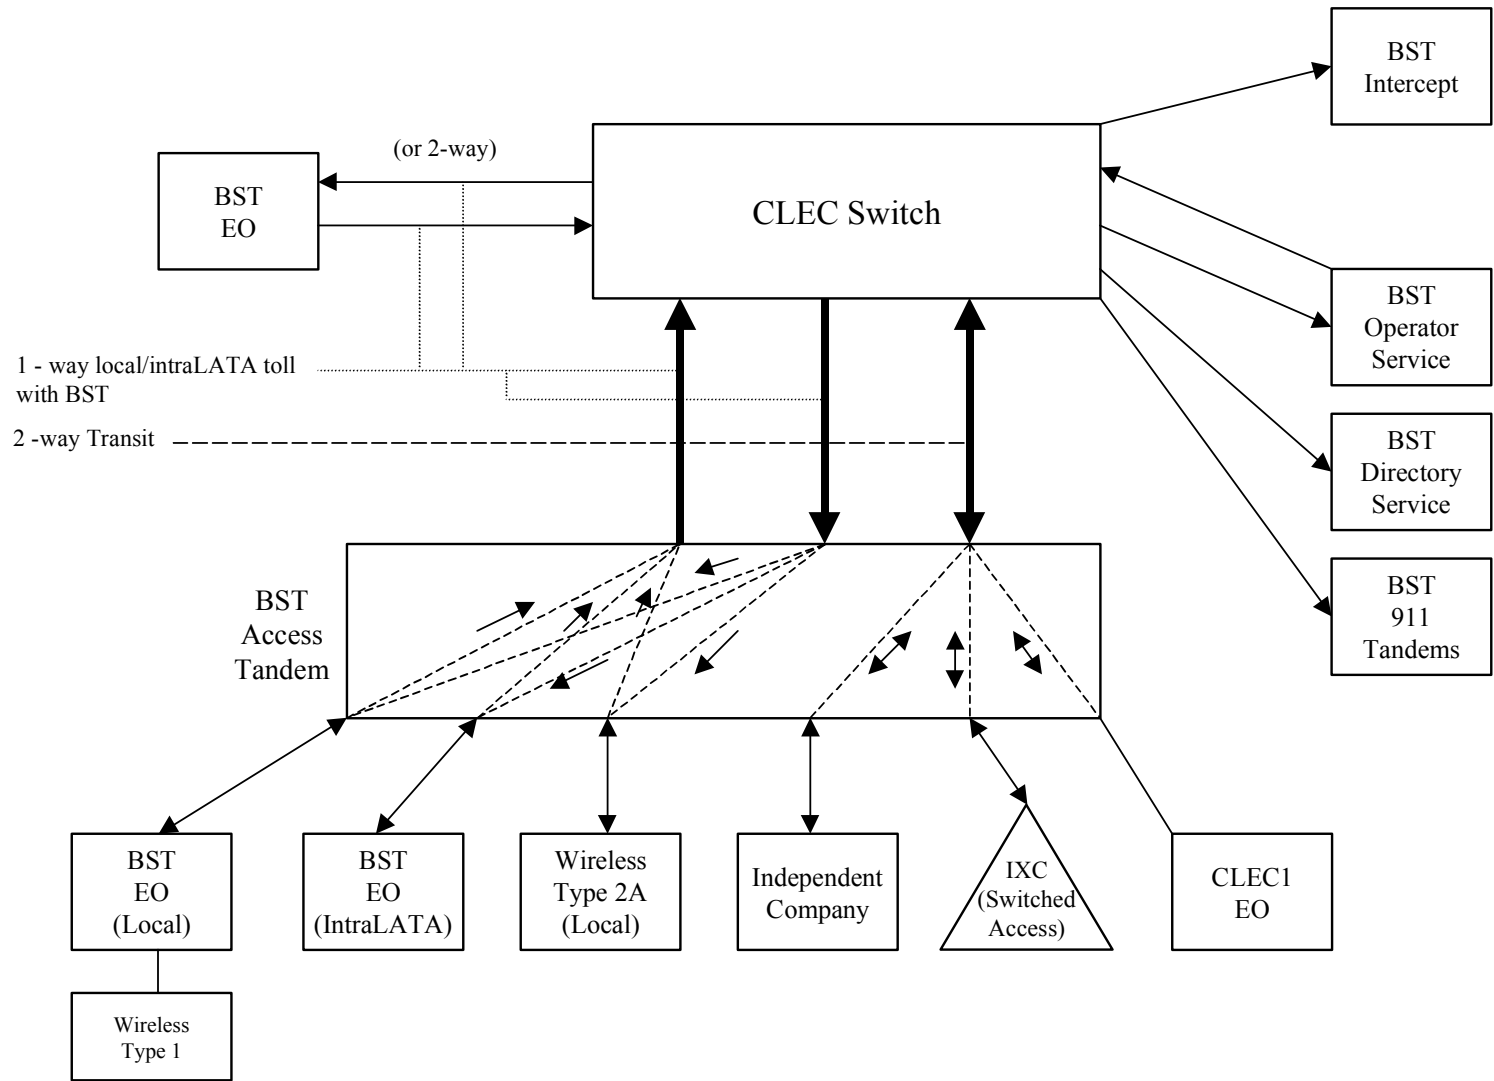 BST
Intercept
(or 2-way)
BST
EO
CLEC Switch
BST
Operator
Service
1 - way local/intraLATA toll
with BST
2 -way Transit
BST
Directory
Service
BST
911
Tandems
BST
Access
Tandem
BST
EO
(Local)
BST
EO
(IntraLATA)
Wireless
Type 2A
(Local)
Independent
Company
IXC
(Switched
Access)
CLEC1
EO
Wireless
Type 1